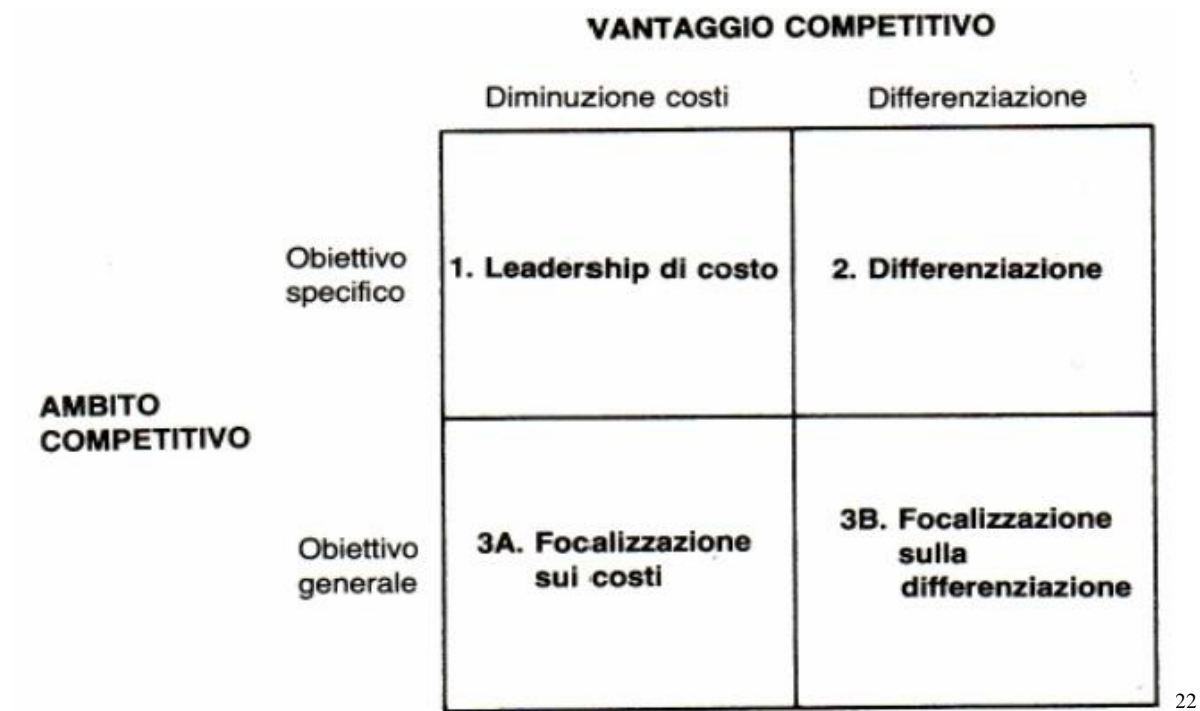 VANTAGGIO COMPETITIVO
Diminuzione costi
Differenziazione
Obiettivo
specifico
1. Leadership di costo
2. Differenziazione
AMBITO
COMPETITIVO
Obiettivo
generale
3A. Focalizzazione
sui costi
3B. Focalizzazione
sulla
differenziazione
22